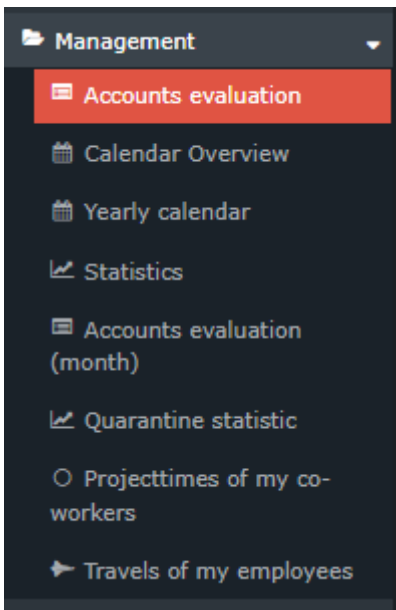 Management
Accounts evaluation
Calendar Overview
Yearly calendar
Statistics
Accounts evaluation
(month)
Quarantine statistic
Projecttimes of my co-
workers
Travels of my employees